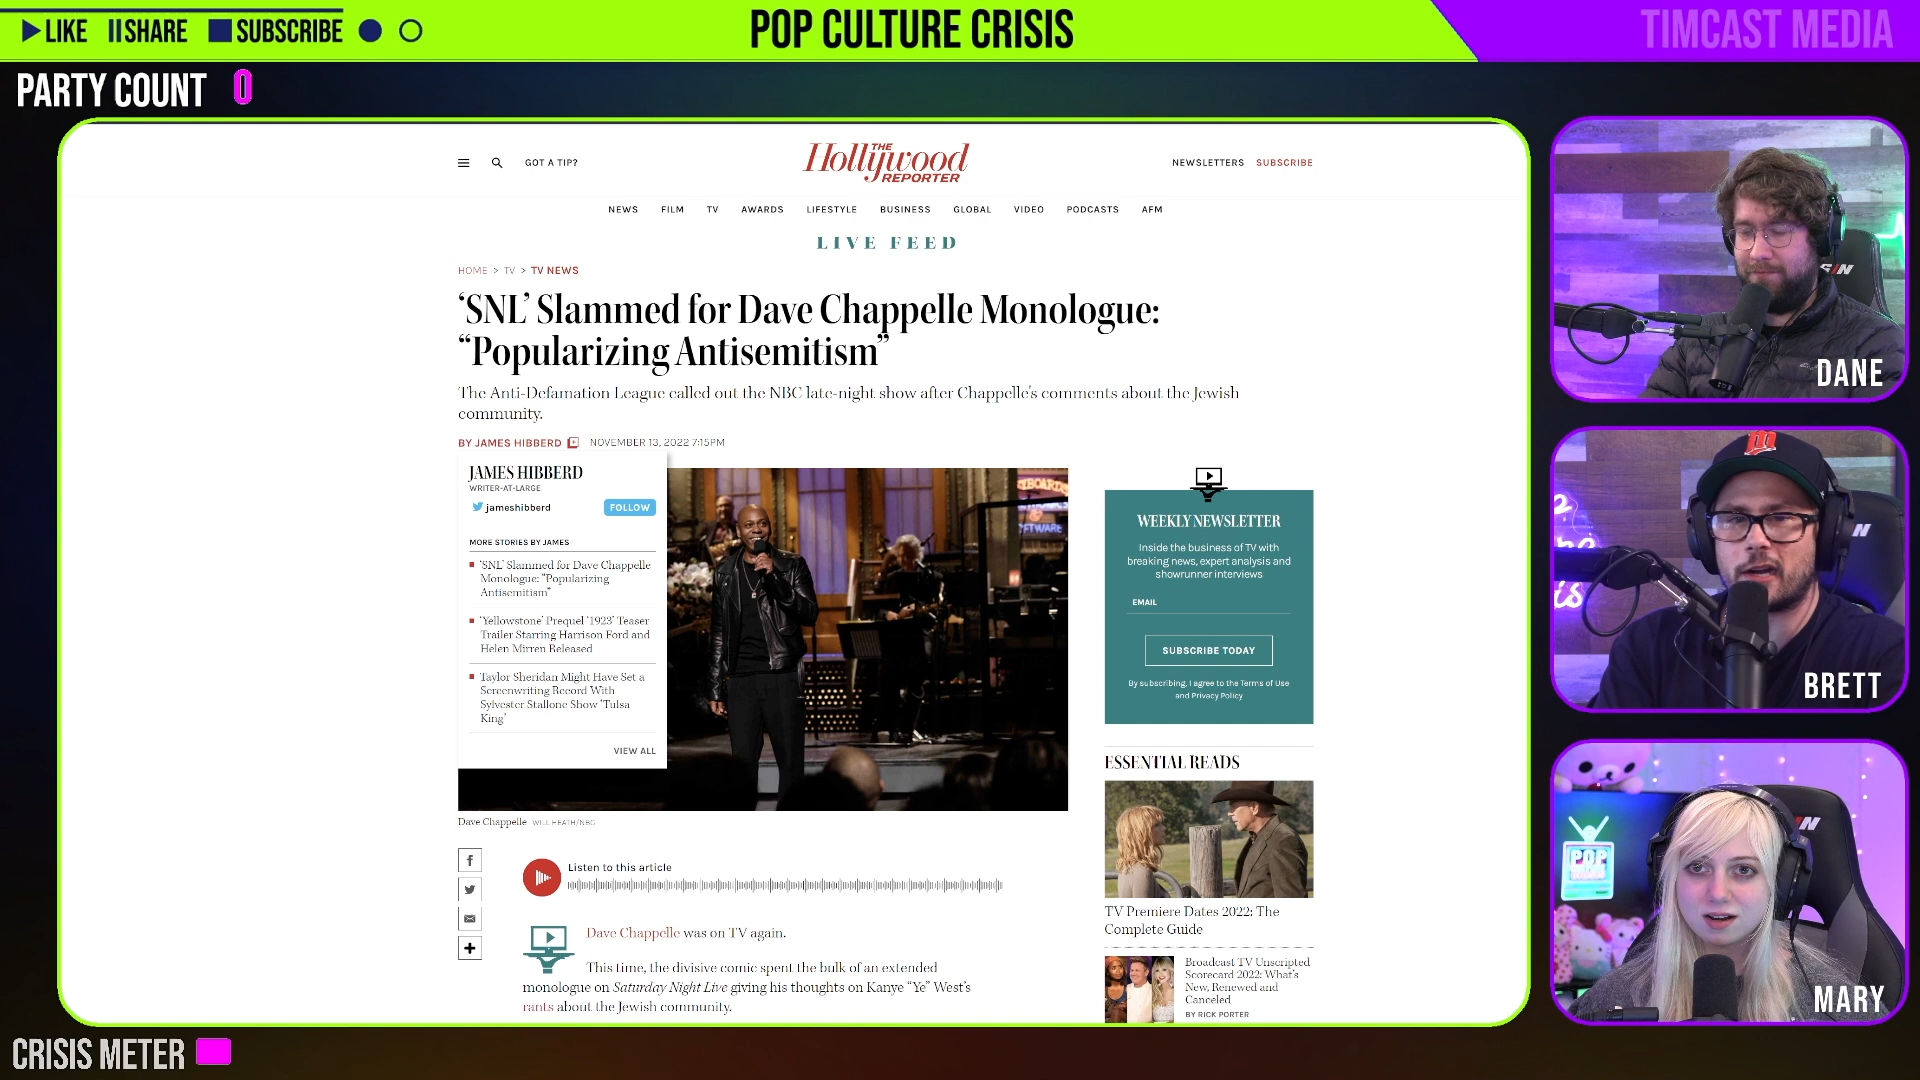 LIKE SHARE SUBSCRIBE
POP CULTURE CRISIS
TIMCAST MEDIA
PARTY COUNT 0
GOT A TIP?
THE
Hollywood
REPORTER
NEWSLETTERS SUBSCRIBE
NEWS FILM TV AWARDS LIFESTYLE BUSINESS GLOBAL VIDEO PODCASTS AFM
LIVE FEED
HOME > TV > TV NEWS
‘SNL’ Slammed for Dave Chappelle Monologue:
“Popularizing Antisemitism”
The Anti-Defamation League called out the NBC late-night show after Chappelle's comments about the Jewish
community.
BY JAMES HIBBERD NOVEMBER 13, 2022 7:15PM
JAMES HIBBERD
WRITER-AT-LARGE
jameshibberd FOLLOW
MORE STORIES BY JAMES
‘SNL’ Slammed for Dave Chappelle
Monologue: “Popularizing
Antisemitism”
‘Yellowstone’ Prequel ‘1923’ Teaser
Trailer Starring Harrison Ford and
Helen Mirren Released
Taylor Sheridan Might Have Set a
Screenwriting Record With
Sylvester Stallone Show ‘Tulsa
King’
VIEW ALL
Dave Chappelle WILL HEATH/NBC
Listen to this article
Dave Chappelle was on TV again.
This time, the divisive comic spent the bulk of an extended
monologue on Saturday Night Live giving his thoughts on Kanye “Ye” West’s
rants about the Jewish community.
WEEKLY NEWSLETTER
Inside the business of TV with
breaking news, expert analysis and
showrunner interviews
EMAIL
SUBSCRIBE TODAY
By subscribing, I agree to the Terms of Use
and Privacy Policy.
ESSENTIAL READS
TV Premiere Dates 2022: The
Complete Guide
Broadcast TV Unscripted
Scorecard 2022: What’s
New, Renewed and
Canceled
BY RICK PORTER
DANE
BRETT
POP
MARY
CRISIS METER